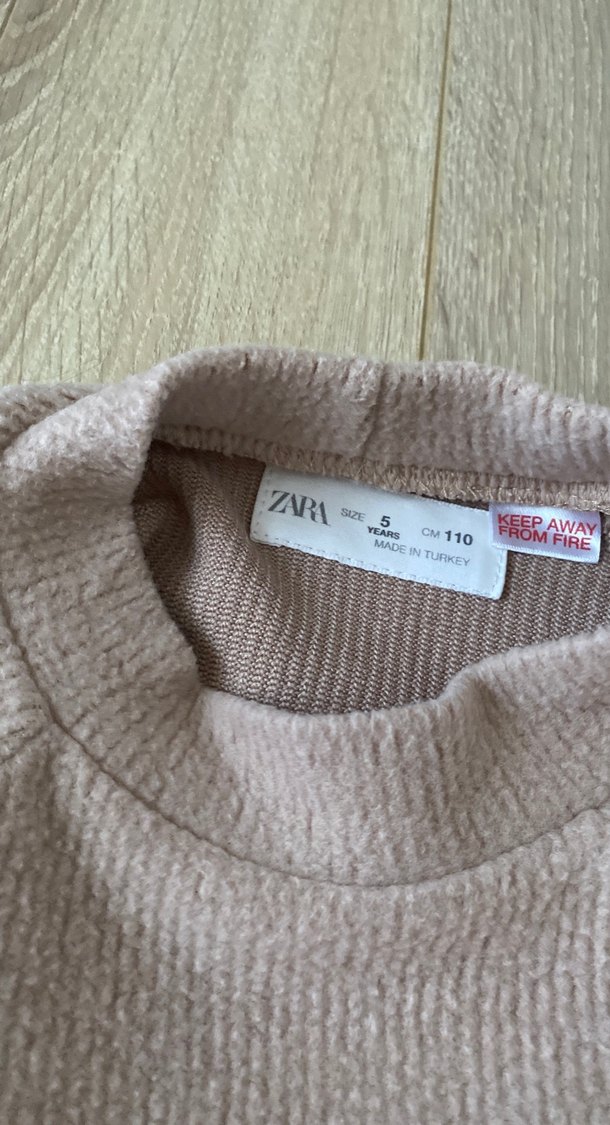 ZARA SIZE 5 YEARS CM 110
MADE IN TURKEY
KEEP AWAY
FROM FIRE